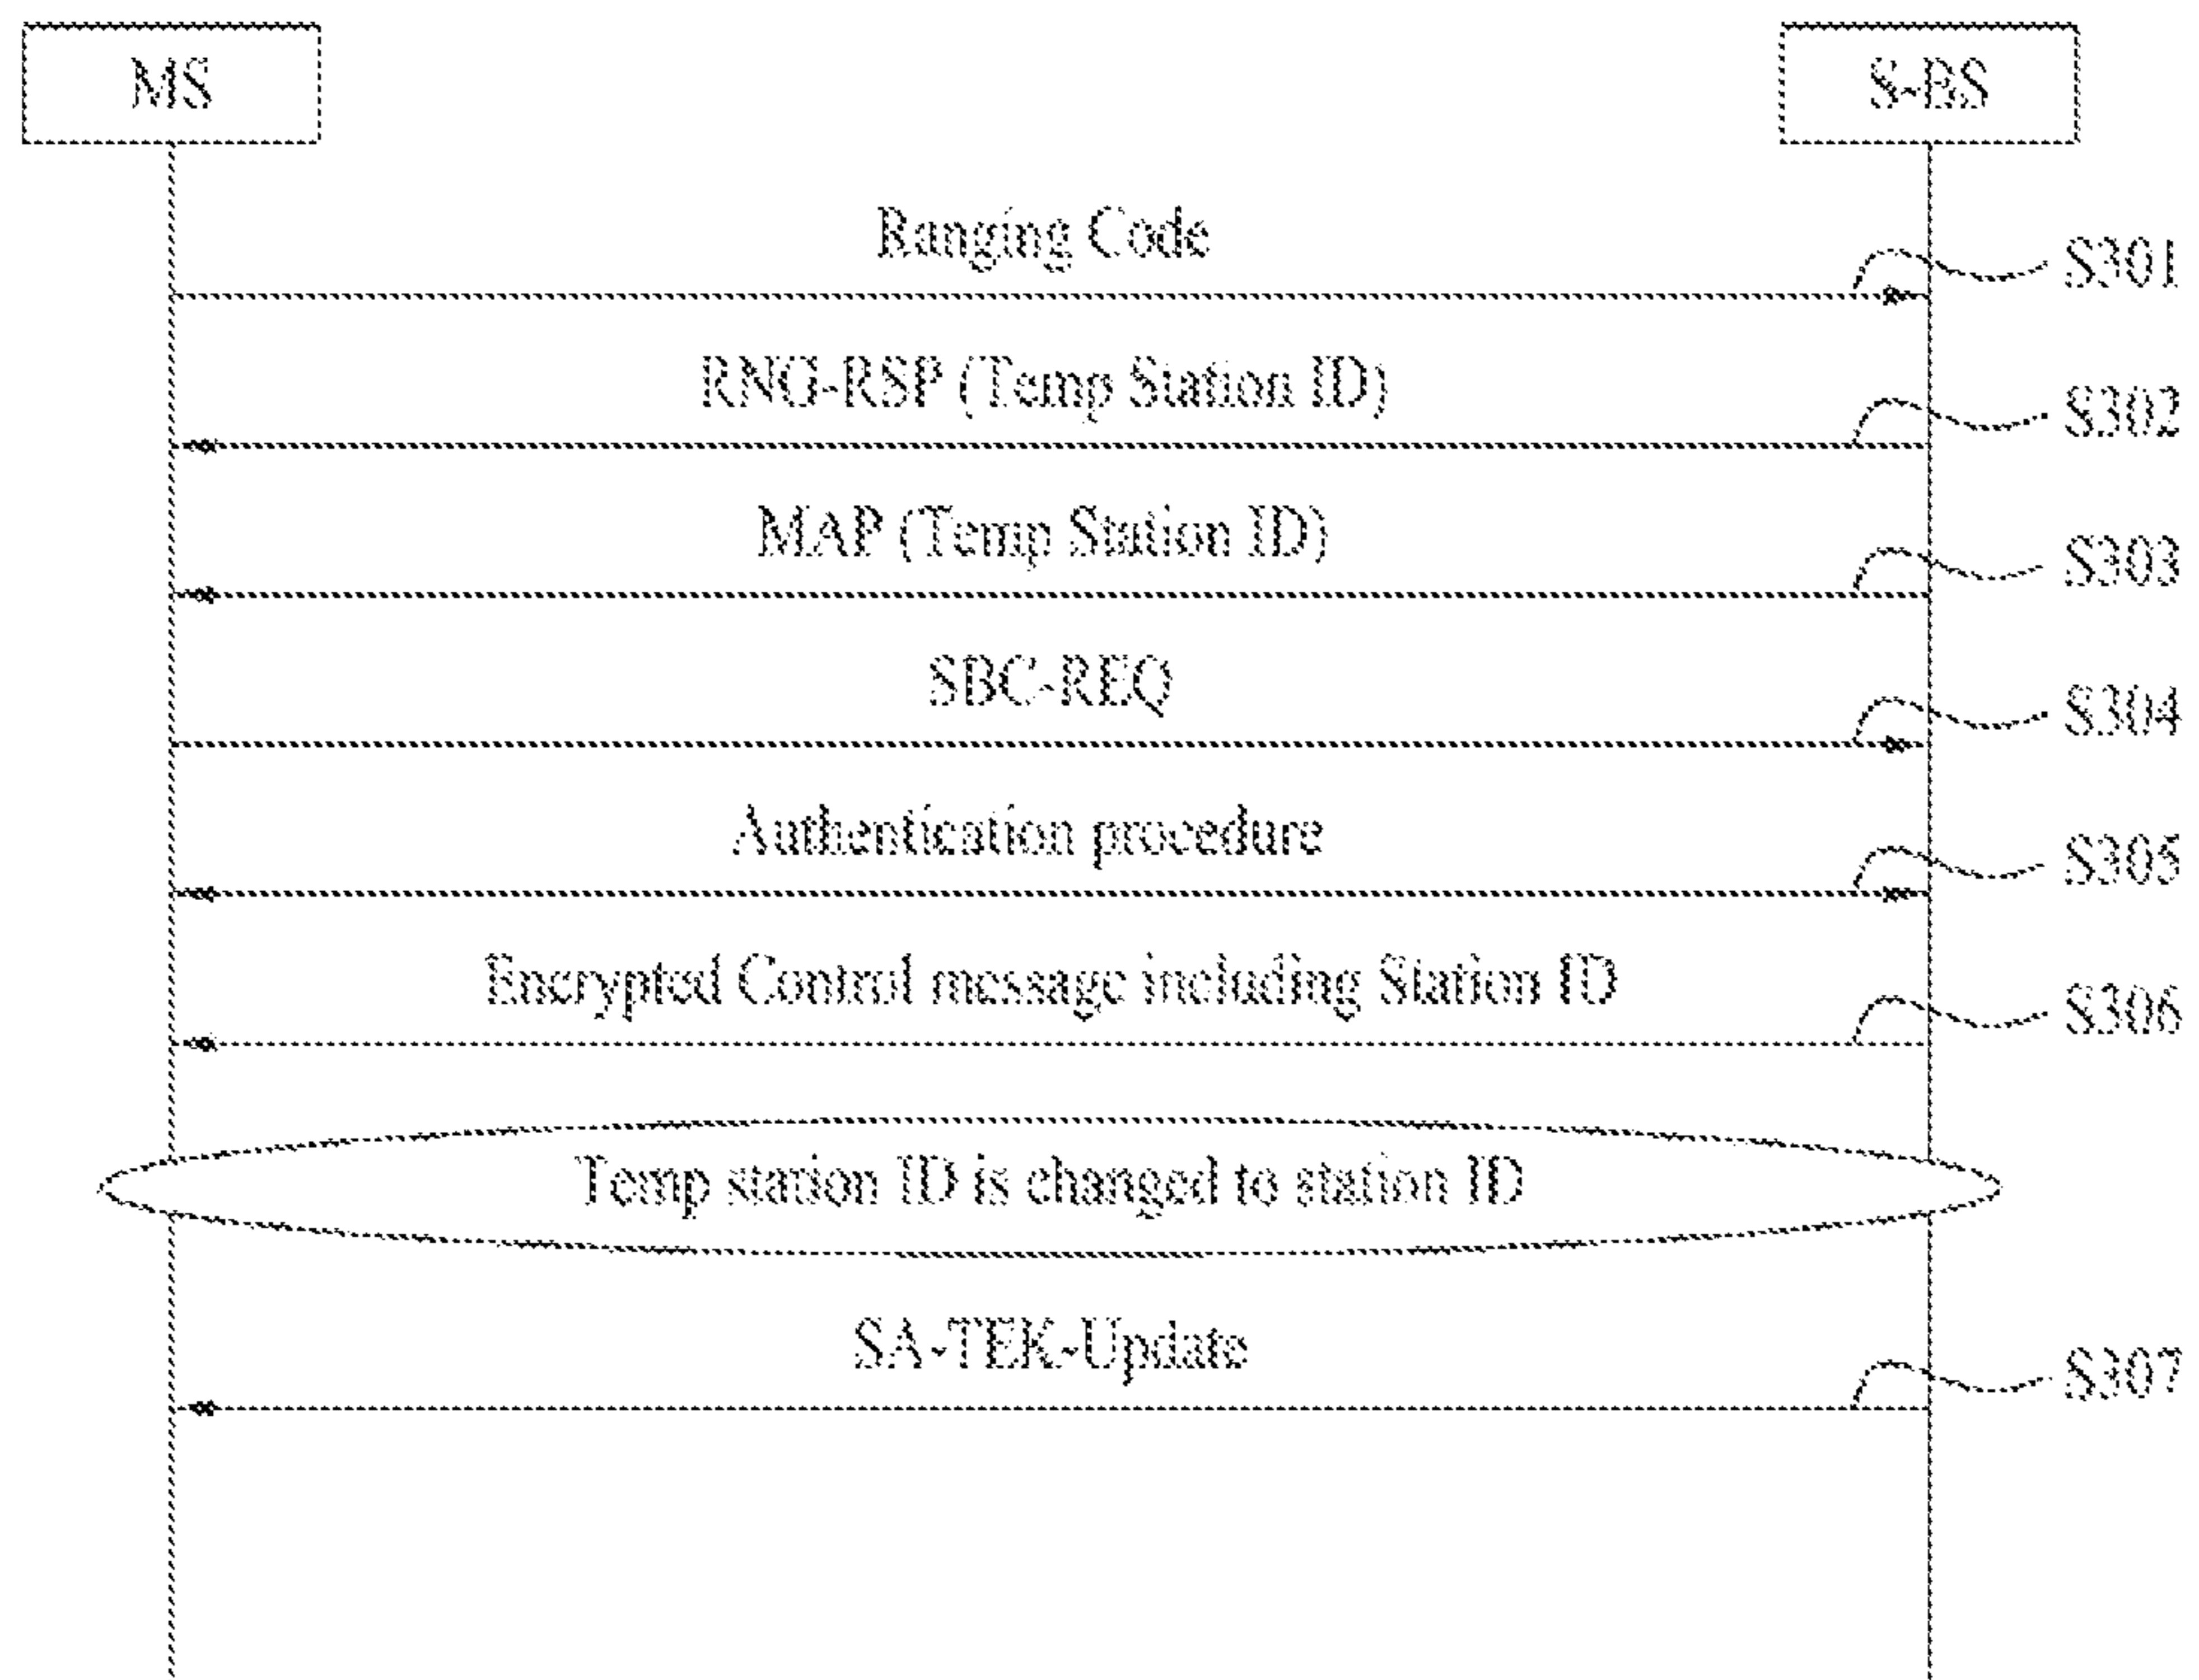 MS
S-BS
Ranging Code
S301
RNG-RSP (Temp Station ID)
S302
MAP (Temp Station ID)
S303
SBC-REQ
S304
Authentication procedure
S305
Encrypted Control message including Station ID
S306
Temp station ID is changed to station ID
SA-TEK-Update
S307